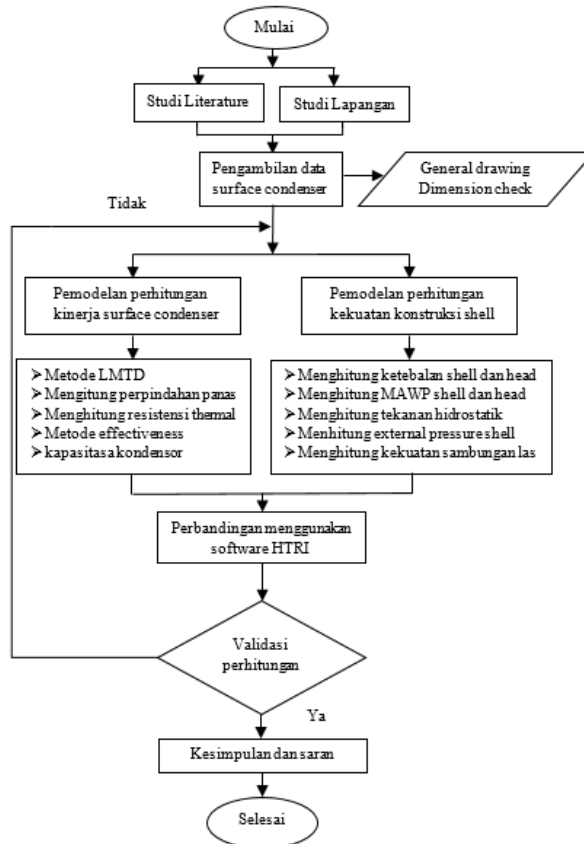 Mulai
Studi Literature
Studi Lapangan
Pengambilan data
surface condenser
General drawing
Dimension check
Tidak
Pemodelan perhitungan
kinerja surface condenser
Pemodelan perhitungan
kekuatan konstruksi shell
➤ Metode LMTD
➤ Mengitung perpindahan panas
➤ Menghitung resistensi thermal
➤ Metode effectiveness
➤ kapasitasa kondensor
➤ Menghitung ketebalan shell dan head
➤ Menghitung MAWP shell dan head
➤ Menghitung tekanan hidrostatik
➤ Menhitung external pressure shell
➤ Menghitung kekuatan sambungan las
Perbandingan menggunakan
software HTRI
Validasi
perhitungan
Ya
Kesimpulan dan saran
Selesai